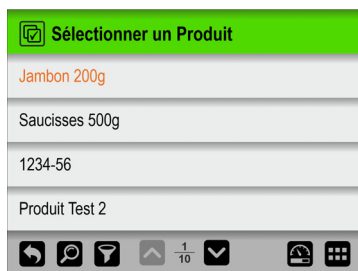 Sélectionner un Produit
Jambon 200g
Saucisses 500g
1234-56
Produit Test 2
1
10